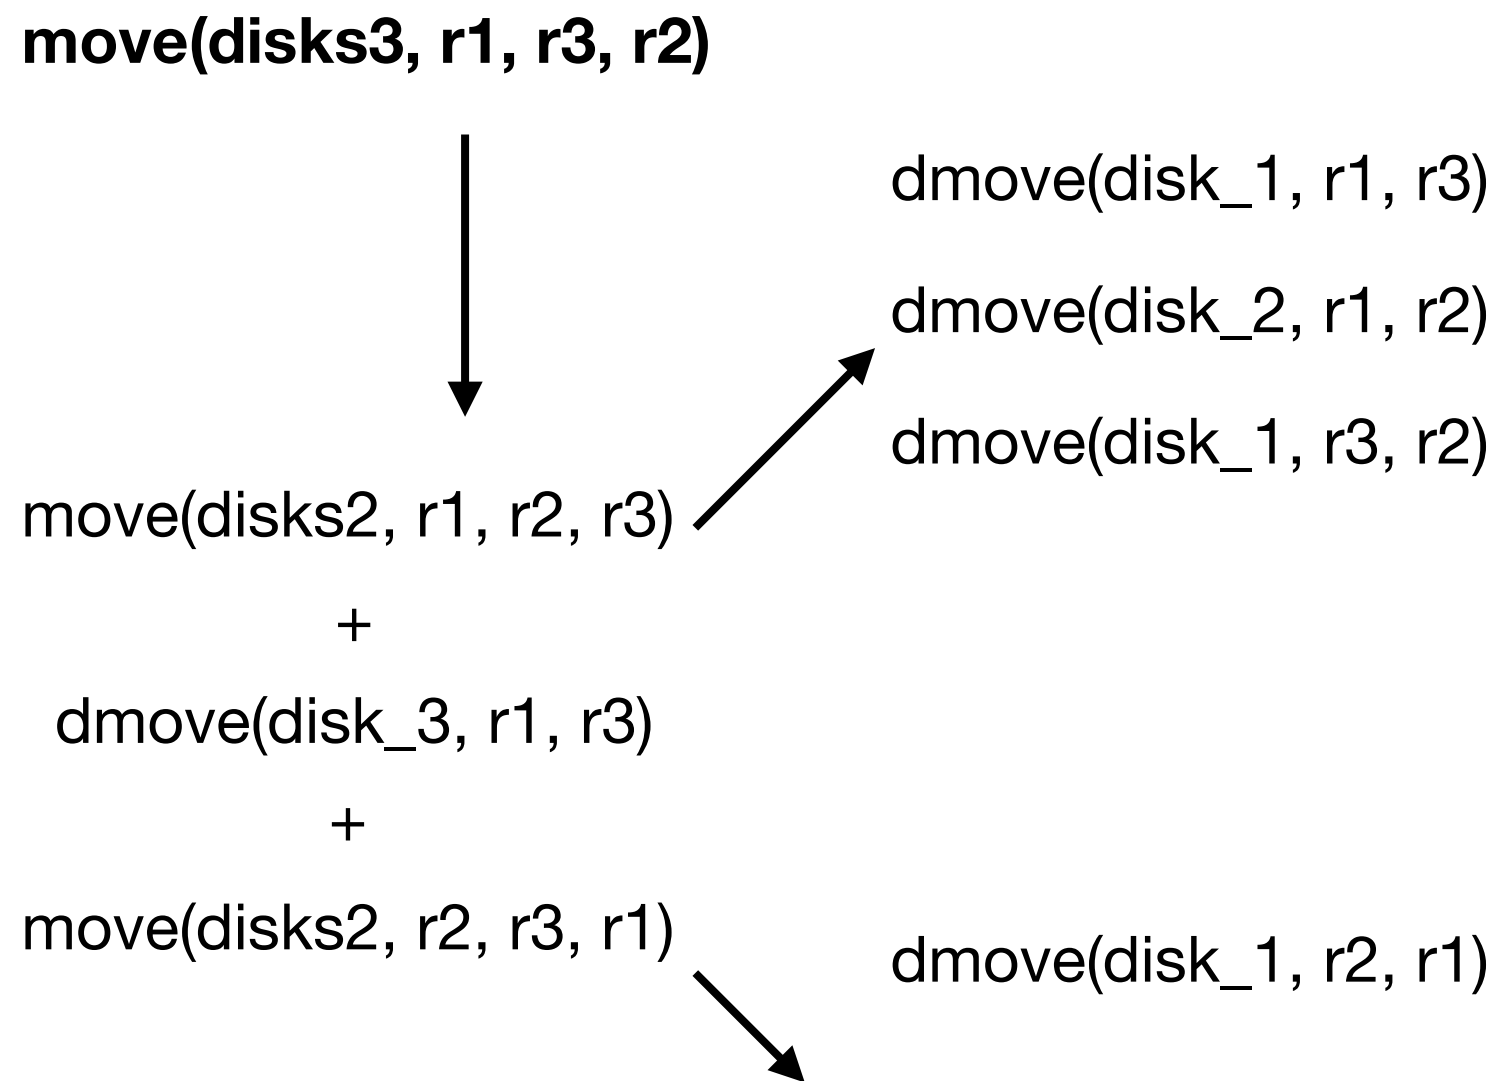 move(disks3, r1, r3, r2)
dmove(disk_1, r1, r3)
dmove(disk_2, r1, r2)
dmove(disk_1, r3, r2)
move(disks2, r1, r2, r3)
+
dmove(disk_3, r1, r3)
+
move(disks2, r2, r3, r1)
dmove(disk_1, r2, r1)